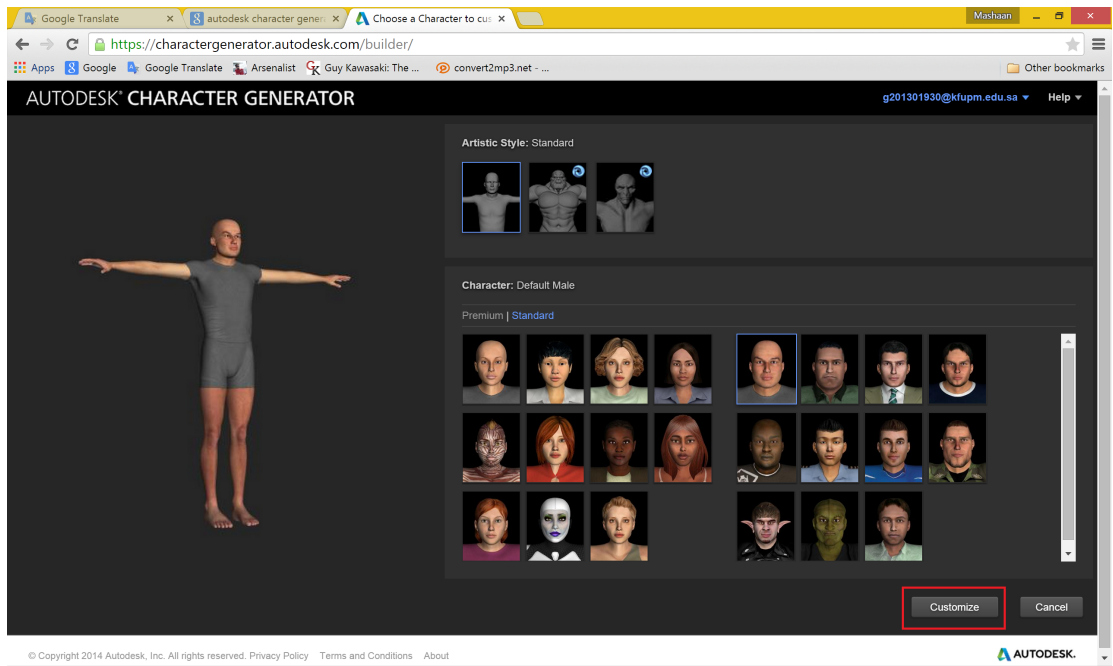 Google Translate
autodesk character gener
Choose a Character to cus
Mashaan
https://charactergenerator.autodesk.com/builder/
Apps Google Google Translate Arsenalist Guy Kawasaki: The ... convert2mp3.net - ... Other bookmarks
AUTODESK® CHARACTER GENERATOR
g201301930@kfupm.edu.sa Help
Artistic Style: Standard
Character: Default Male
Premium | Standard
Customize Cancel
© Copyright 2014 Autodesk, Inc. All rights reserved. Privacy Policy Terms and Conditions About
AUTODESK.